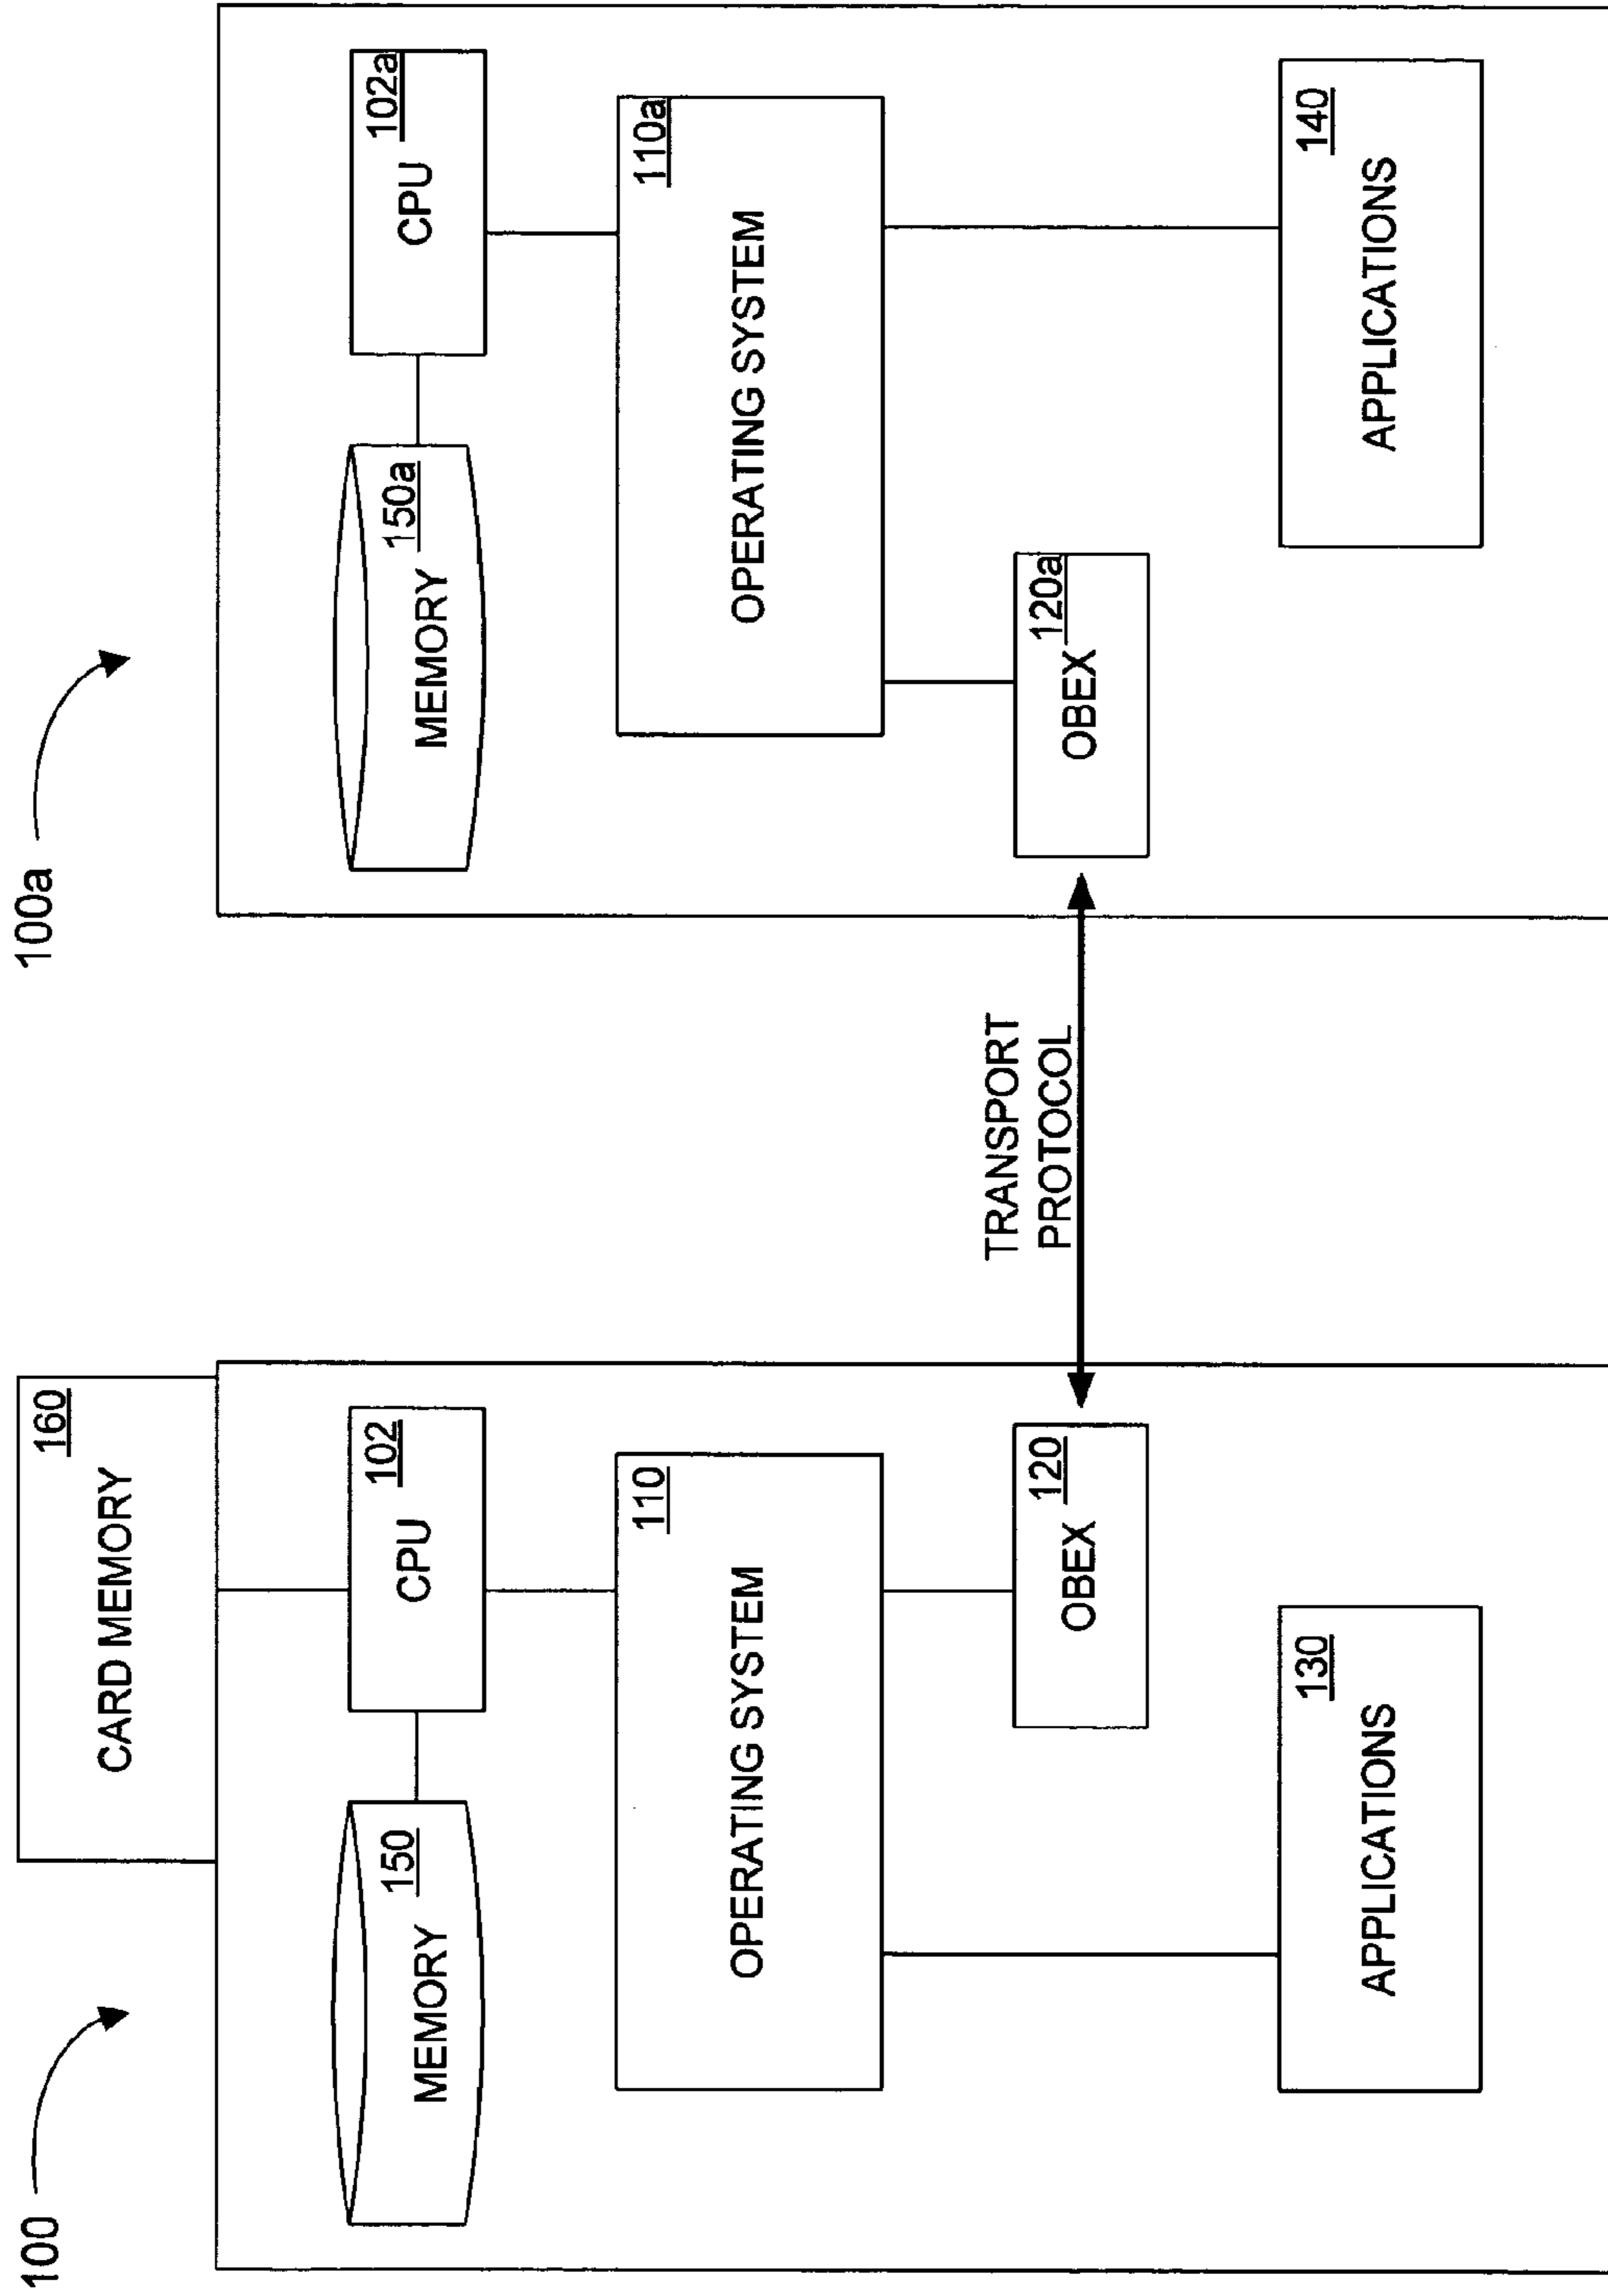 100
CARD MEMORY
160
MEMORY
150
CPU
102
OPERATING SYSTEM
110
OBEX
120
APPLICATIONS
130
TRANSPORT
PROTOCOL
100a
MEMORY
150a
CPU
102a
OPERATING SYSTEM
110a
OBEX
120a
APPLICATIONS
140